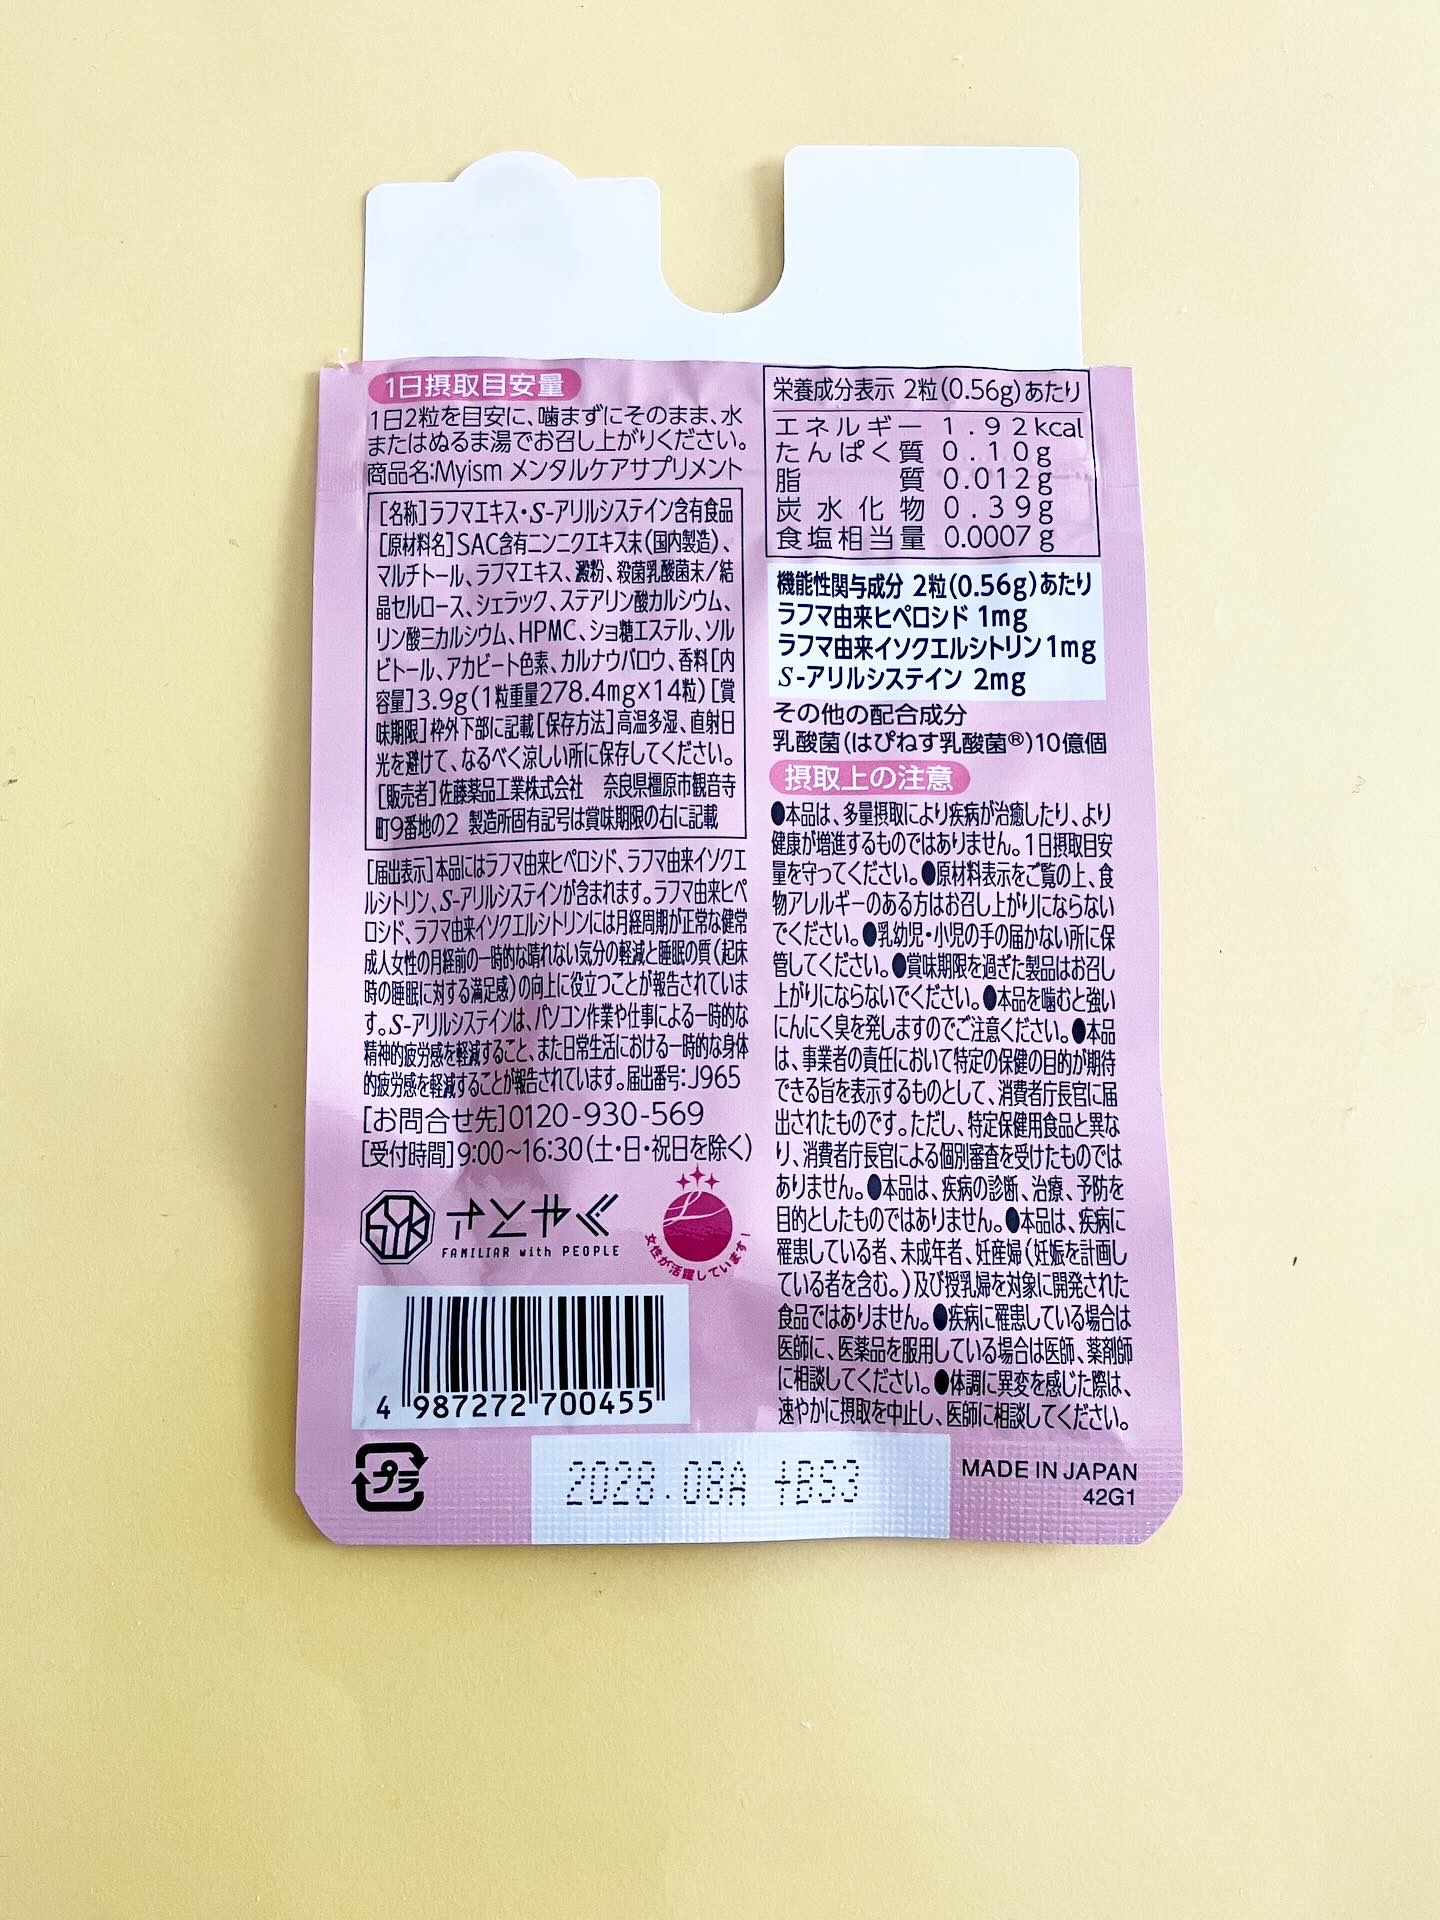 1日摂取目安量
1日2粒を目安に、噛まずにそのまま、水
またはぬるま湯でお召し上がりください。
商品名:Myism メンタルケアサプリメント
[名称]ラフマエキス・S-アリルシステイン含有食品
[原材料名]SAC含有ニンニクエキス末(国内製造)、
マルチトール、ラフマエキス、澱粉、殺菌乳酸菌末/結
晶セルロース、シェラック、ステアリン酸カルシウム、
リン酸三カルシウム、HPMC、ショ糖エステル、ソル
ビトール、アカビート色素、カルナウバロウ、香料[内
容量]3.9g(1粒重量278.4mg×14粒)[賞
味期限]枠外下部に記載[保存方法]高温多湿、直射日
光を避けて、なるべく涼しい所に保存してください。
[販売者]佐藤薬品工業株式会社 奈良県橿原市観音寺
町9番地の2 製造所固有記号は賞味期限の右に記載
[届出表示]本品にはラフマ由来ヒペロシド、ラフマ由来イソクエ
ルシトリン、S-アリルシステインが含まれます。ラフマ由来ヒペ
ロシド、ラフマ由来イソクエルシトリンには月経周期が正常な健常
成人女性の月経前の一時的な晴れない気分の軽減と睡眠の質(起床
時の睡眠に対する満足感)の向上に役立つことが報告されていま
す。S-アリルシステインは、パソコン作業や仕事による一時的な
精神的疲労感を軽減すること、また日常生活における一時的な身体
的疲労感を軽減することが報告されています。届出番号:J965
[お問合せ先]0120-930-569
[受付時間]9:00~16:30(土・日・祝日を除く)
FAMILIAR with PEOPLE
女性が活躍しています!
4 987272 700455
プラ
2028.08A †BS3
栄養成分表示 2粒(0.56g)あたり
エネルギー 1.92kcal
たんぱく質 0.10g
脂質 0.012g
炭水化物 0.39g
食塩相当量 0.0007g
機能性関与成分 2粒(0.56g)あたり
ラフマ由来ヒペロシド 1mg
ラフマ由来イソクエルシトリン1mg
S-アリルシステイン 2mg
その他の配合成分
乳酸菌(はぴねす乳酸菌®)10億個
摂取上の注意
●本品は、多量摂取により疾病が治癒したり、より
健康が増進するものではありません。1日摂取目安
量を守ってください。●原材料表示をご覧の上、食
物アレルギーのある方はお召し上がりにならない
でください。●乳幼児・小児の手の届かない所に保
管してください。●賞味期限を過ぎた製品はお召し
上がりにならないでください。●本品を噛むと強い
にんにく臭を発しますのでご注意ください。●本品
は、事業者の責任において特定の保健の目的が期待
できる旨を表示するものとして、消費者庁長官に届
出されたものです。ただし、特定保健用食品と異な
り、消費者庁長官による個別審査を受けたものでは
ありません。●本品は、疾病の診断、治療、予防を
目的としたものではありません。●本品は、疾病に
罹患している者、未成年者、妊産婦(妊娠を計画し
ている者を含む。)及び授乳婦を対象に開発された
食品ではありません。●疾病に罹患している場合は
医師に、医薬品を服用している場合は医師、薬剤師
に相談してください。●体調に異変を感じた際は、
速やかに摂取を中止し、医師に相談してください。
MADE IN JAPAN
42G1